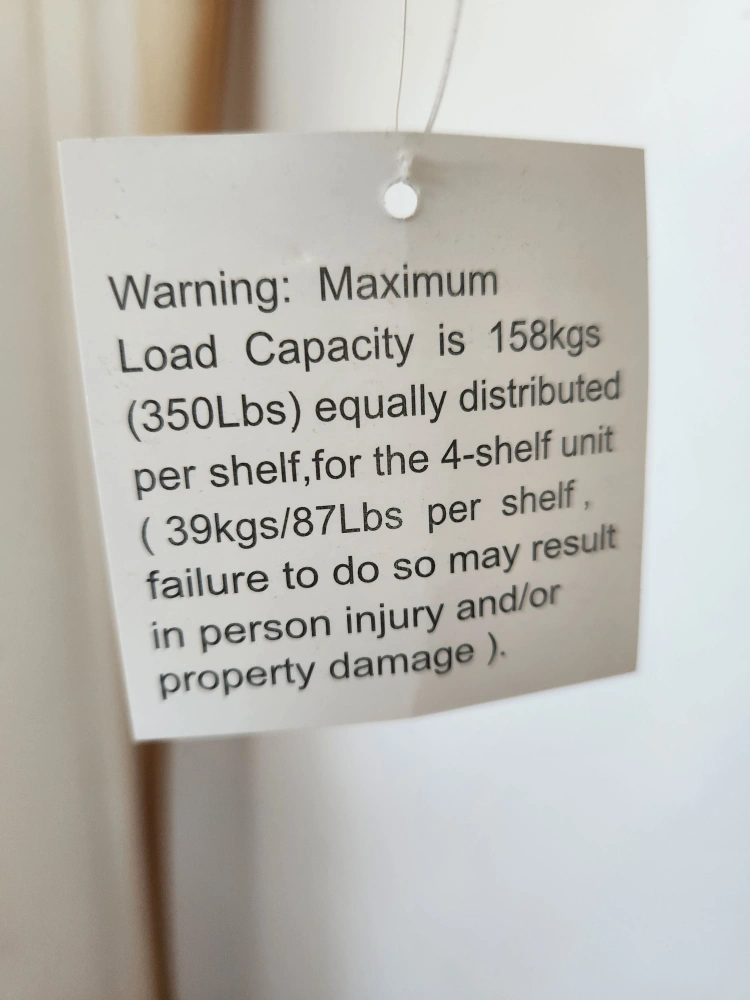 Warning: Maximum
Load Capacity is 158kgs
(350Lbs) equally distributed
per shelf,for the 4-shelf unit
( 39kgs/87Lbs per shelf ,
failure to do so may result
in person injury and/or
property damage ).